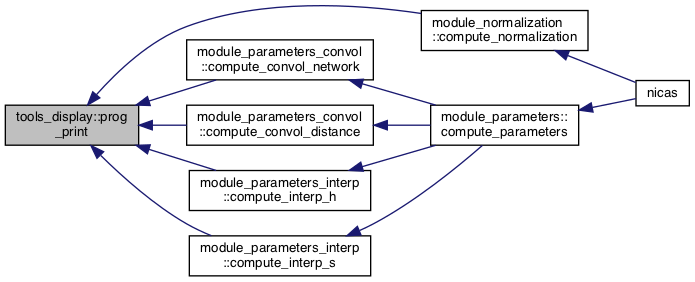 module_normalization
::compute_normalization
module_parameters_convol
::compute_convol_network
nicas
tools_display::prog
_print
module_parameters_convol
::compute_convol_distance
module_parameters::
compute_parameters
module_parameters_interp
::compute_interp_h
module_parameters_interp
::compute_interp_s